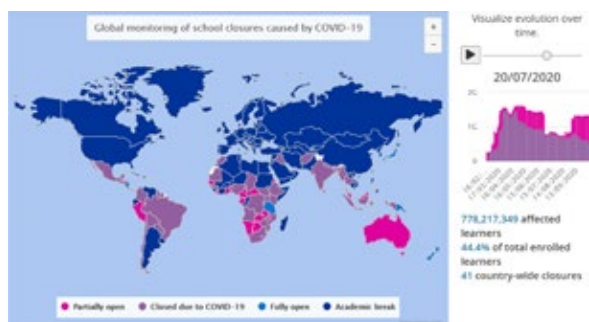 Global monitoring of school closures caused by COVID-19
+
-
Visualize evolution over
time.
20/07/2020
778,217,349 affected
learners
44.4% of total enrolled
learners
41 country-wide closures
Partially open
Closed due to COVID-19
Fully open
Academic break